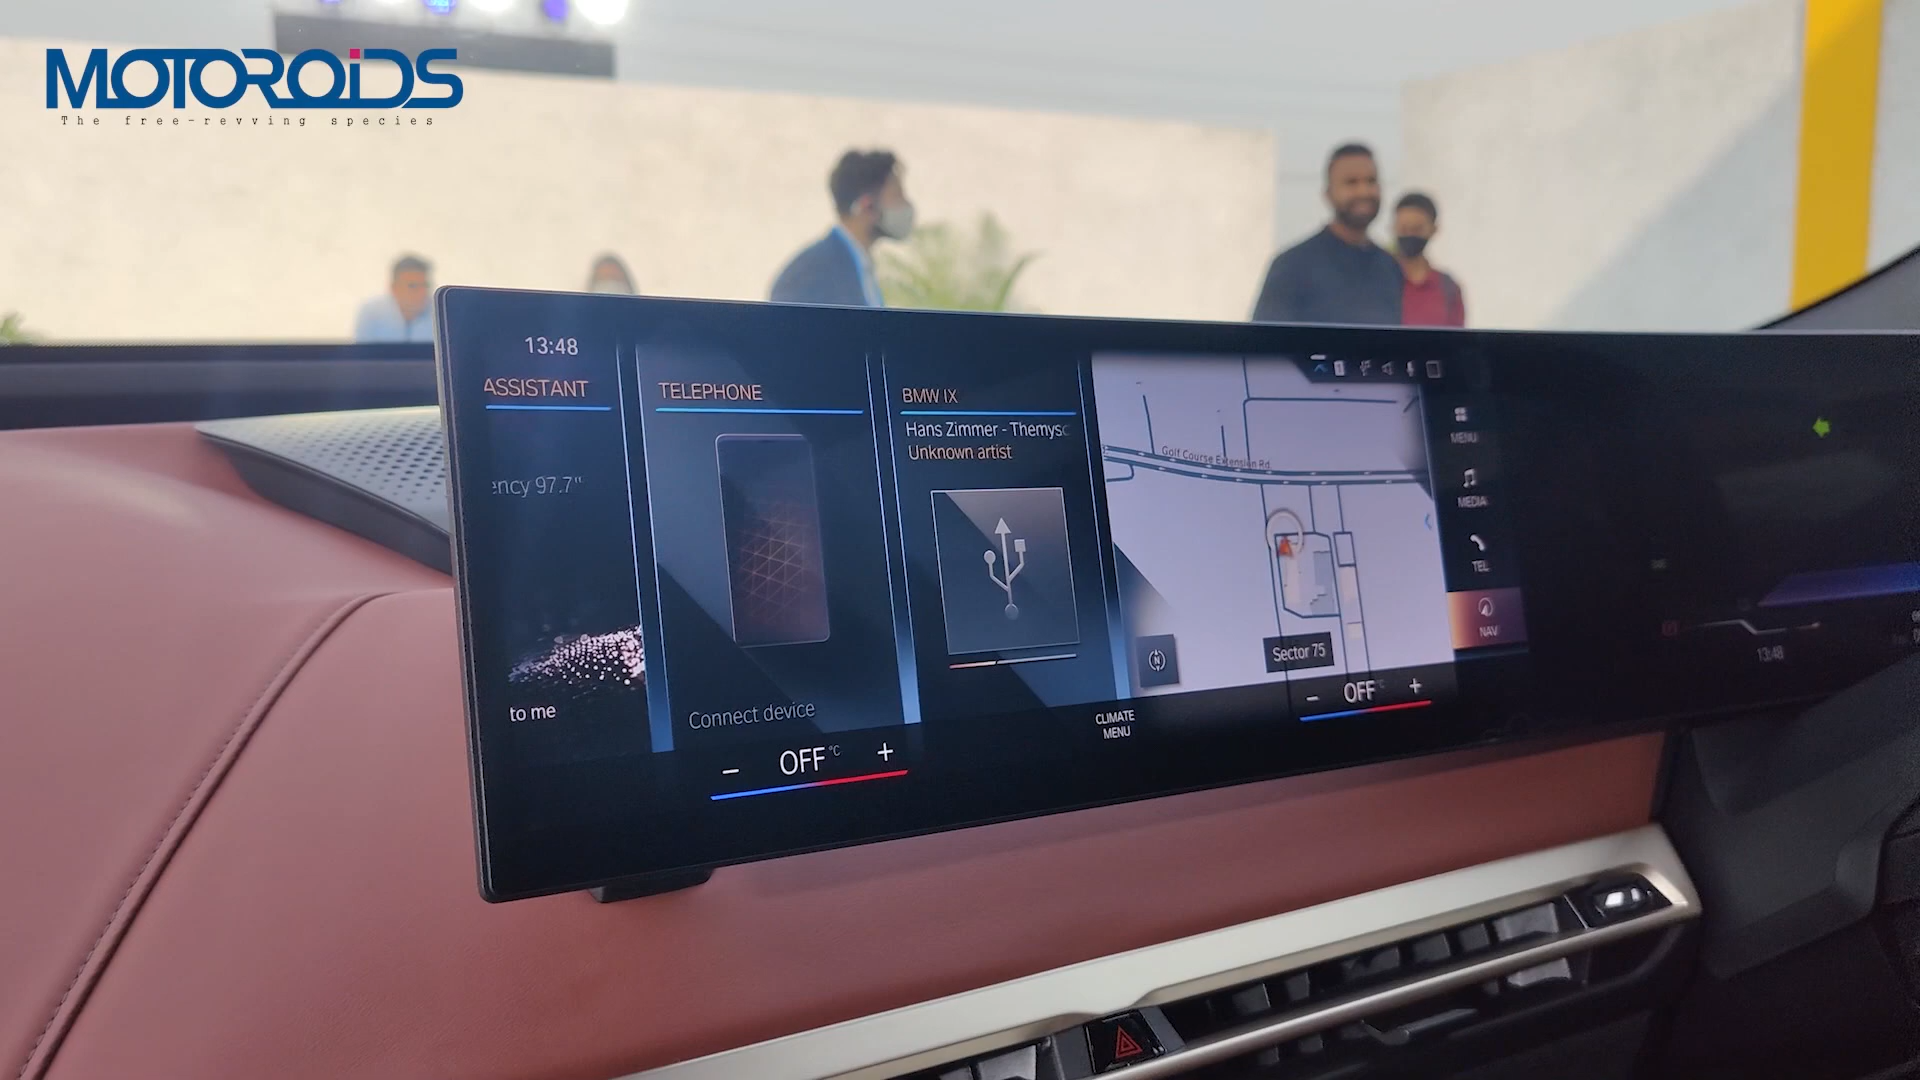 MOTOROiDS
The free-revving species
13:48
ASSISTANT
ency 97.7"
to me
TELEPHONE
Connect device
BMW IX
Hans Zimmer - Themysc
Unknown artist
Golf Course Extension Rd.
Sector 75
N
MENU
MEDIA
TEL
NAV
- OFF °C +
CLIMATE
MENU
- OFF °C +
13:48